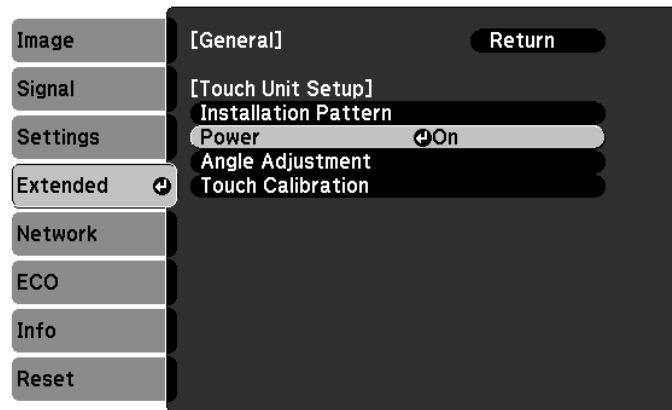 Image
Signal
Settings
Extended
Network
ECO
Info
Reset
[General] Return
[Touch Unit Setup]
Installation Pattern
Power On
Angle Adjustment
Touch Calibration